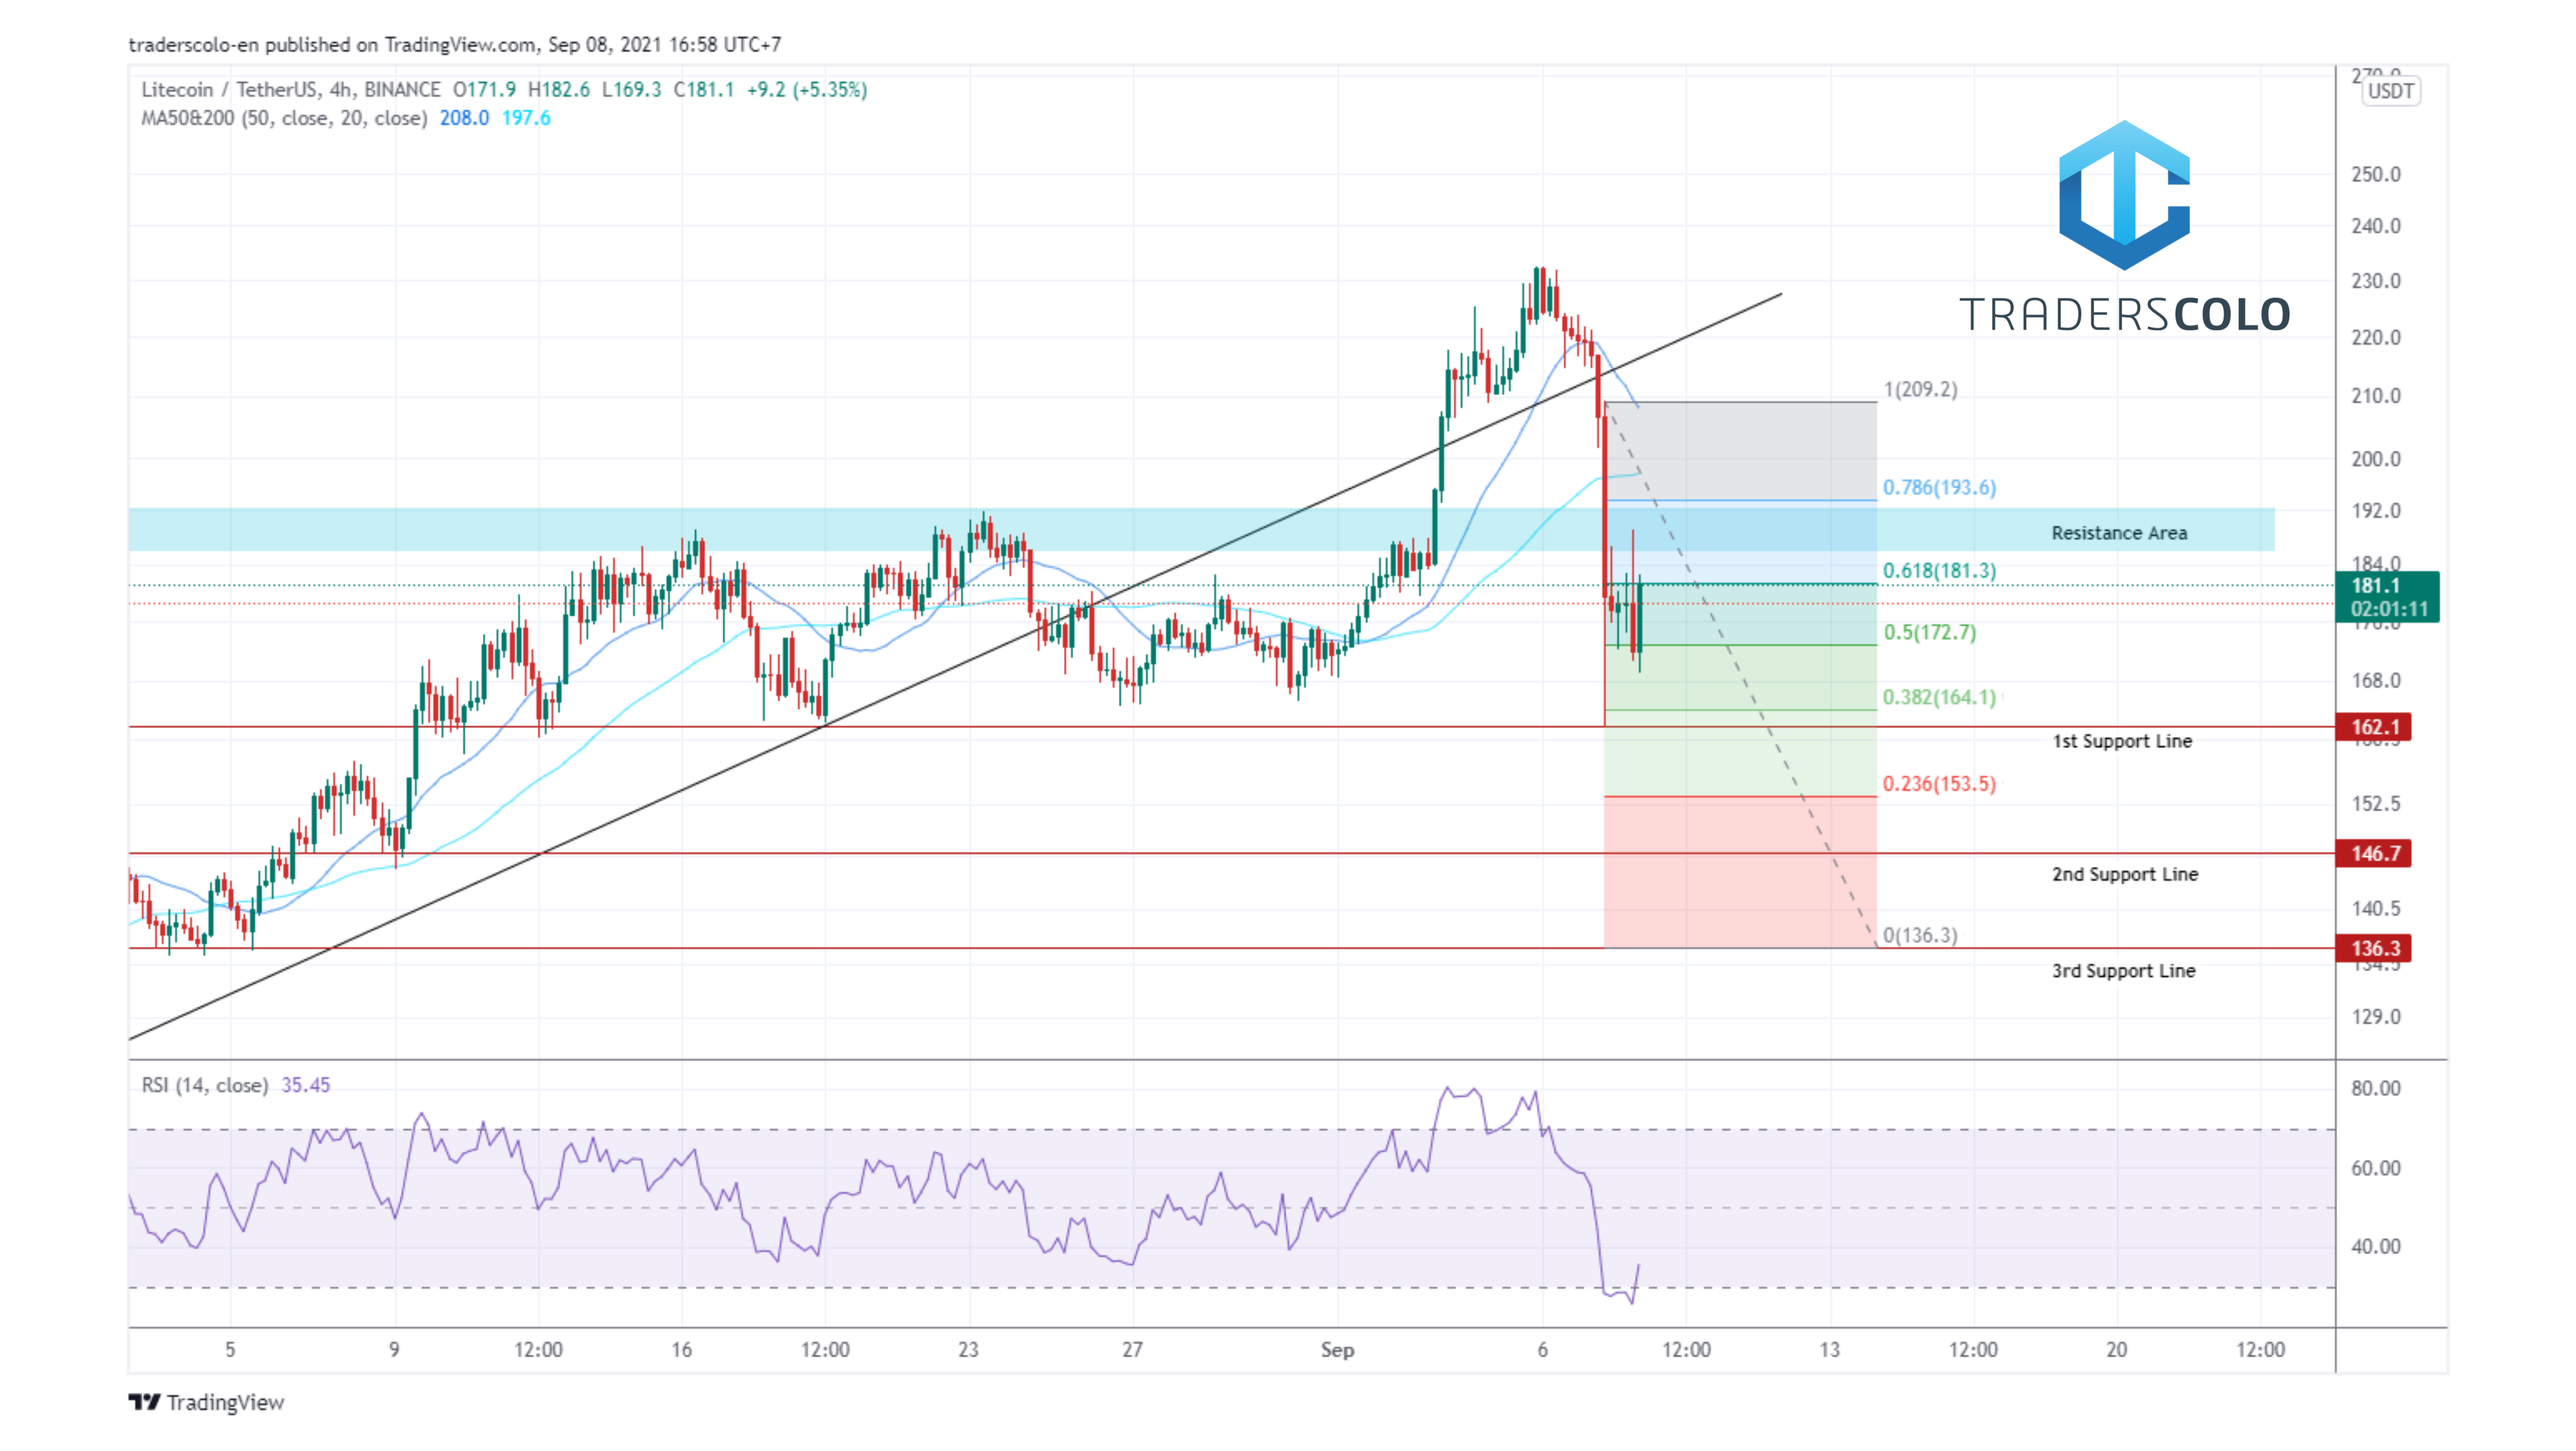 traderscolo-en published on TradingView.com, Sep 08, 2021 16:58 UTC+7
Litecoin / TetherUS, 4h, BINANCE O171.9 H182.6 L169.3 C181.1 +9.2 (+5.35%)
MA50&200 (50, close, 20, close) 208.0 197.6
USDT
250.0
240.0
230.0
TRADERSCOLO
220.0
1(209.2)
210.0
200.0
0.786(193.6)
192.0
Resistance Area
184.0
0.618(181.3)
181.1
02:01:11
0.5(172.7)
168.0
0.382(164.1)
162.1
1st Support Line
0.236(153.5)
152.5
146.7
2nd Support Line
140.5
0(136.3)
136.3
3rd Support Line
129.0
RSI (14, close) 35.45
80.00
60.00
40.00
5 9 12:00 16 12:00 23 27 Sep 6 12:00 13 12:00 20 12:00
TradingView